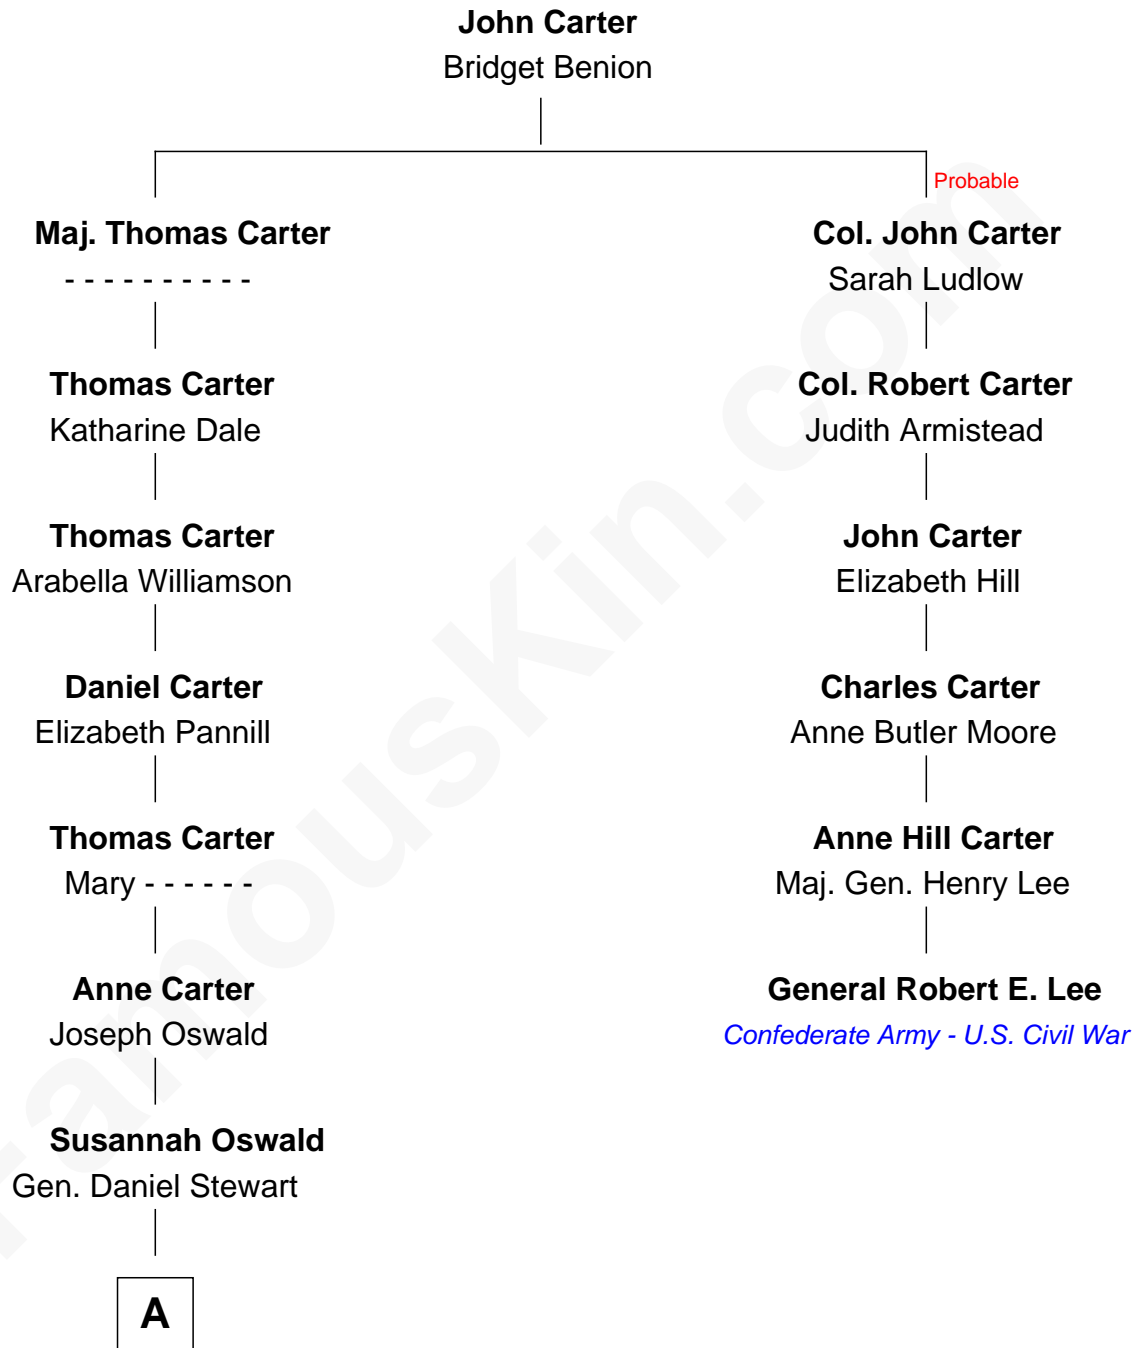 John Carter
Bridget Benion
Probable
Maj. Thomas Carter
- - - - - - - - - -
Thomas Carter
Katharine Dale
Thomas Carter
Arabella Williamson
Daniel Carter
Elizabeth Pannill
Thomas Carter
Mary - - - - - -
Anne Carter
Joseph Oswald
Susannah Oswald
Gen. Daniel Stewart
A
Col. John Carter
Sarah Ludlow
Col. Robert Carter
Judith Armistead
John Carter
Elizabeth Hill
Charles Carter
Anne Butler Moore
Anne Hill Carter
Maj. Gen. Henry Lee
General Robert E. Lee
Confederate Army - U.S. Civil War
FamousKin.com